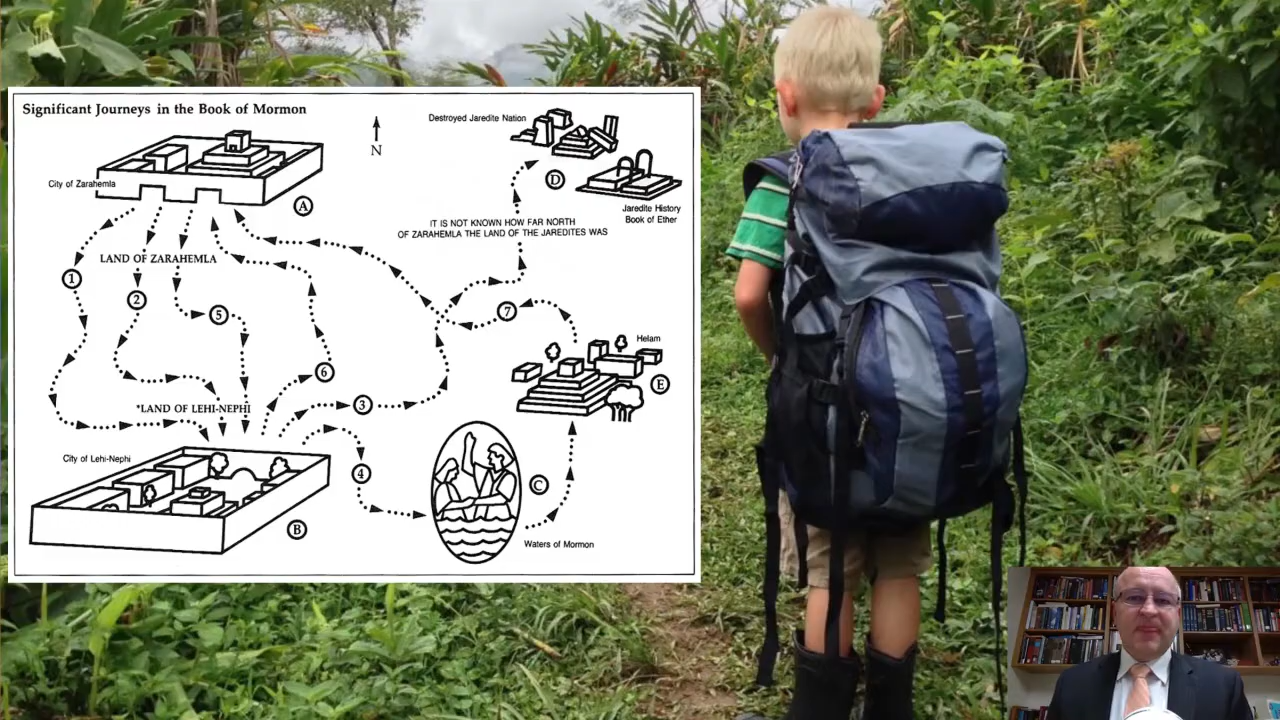 Significant Journeys in the Book of Mormon
N
City of Zarahemla
A
LAND OF ZARAHEMLA
1
2
5
6
3
4
*LAND OF LEHI-NEPHI
City of Lehi-Nephi
B
Destroyed Jaredite Nation
D
Jaredite History
Book of Ether
IT IS NOT KNOWN HOW FAR NORTH
OF ZARAHEMLA THE LAND OF THE JAREDITES WAS
7
Helam
E
C
Waters of Mormon